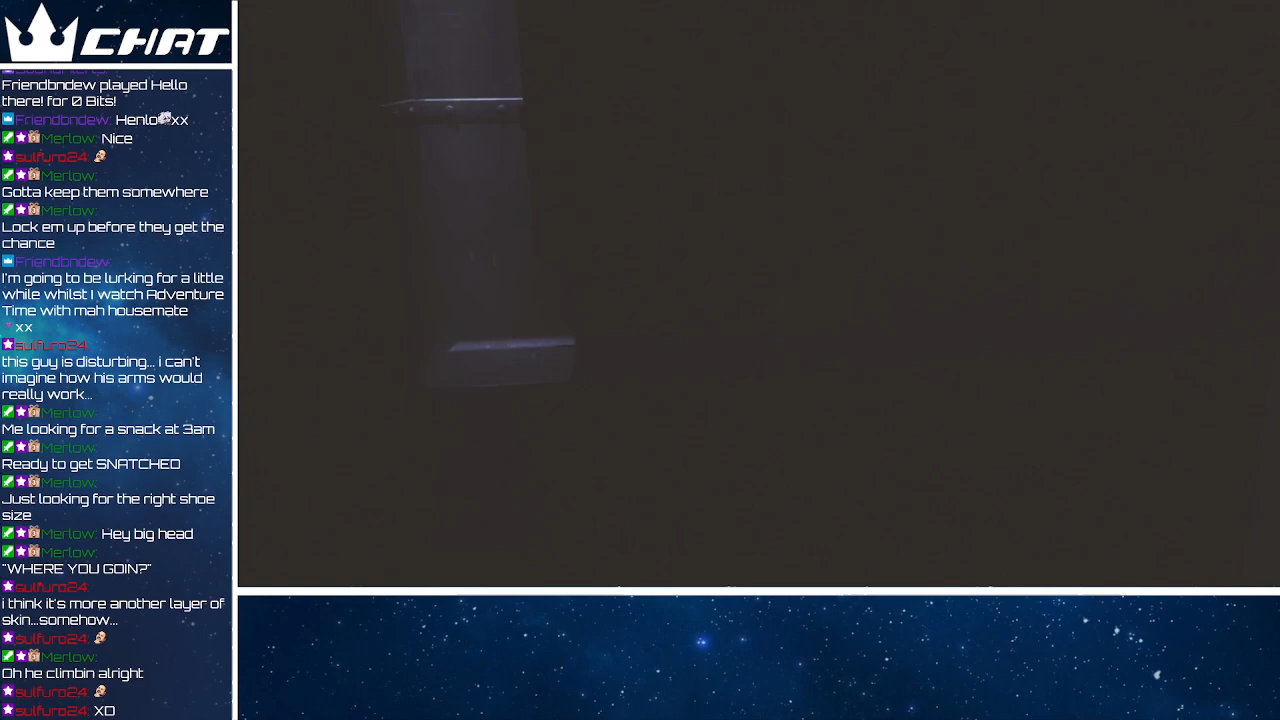 CHAT
Friendbndew played Hello
there! for 0 Bits!
Friendbndew: Henlo xx
Merlow: Nice
sulfuro24:
Merlow:
Gotta keep them somewhere
Merlow:
Lock em up before they get the
chance
Friendbndew:
I'm going to be lurking for a little
while whilst I watch Adventure
Time with mah housemate
xx
sulfuro24:
this guy is disturbing... i can't
imagine how his arms would
really work...
Merlow:
Me looking for a snack at 3am
Merlow:
Ready to get SNATCHED
Merlow:
Just looking for the right shoe
size
Merlow: Hey big head
Merlow:
"WHERE YOU GOIN?"
sulfuro24:
i think it's more another layer of
skin...somehow...
sulfuro24:
Merlow:
Oh he climbin alright
sulfuro24:
sulfuro24: XD